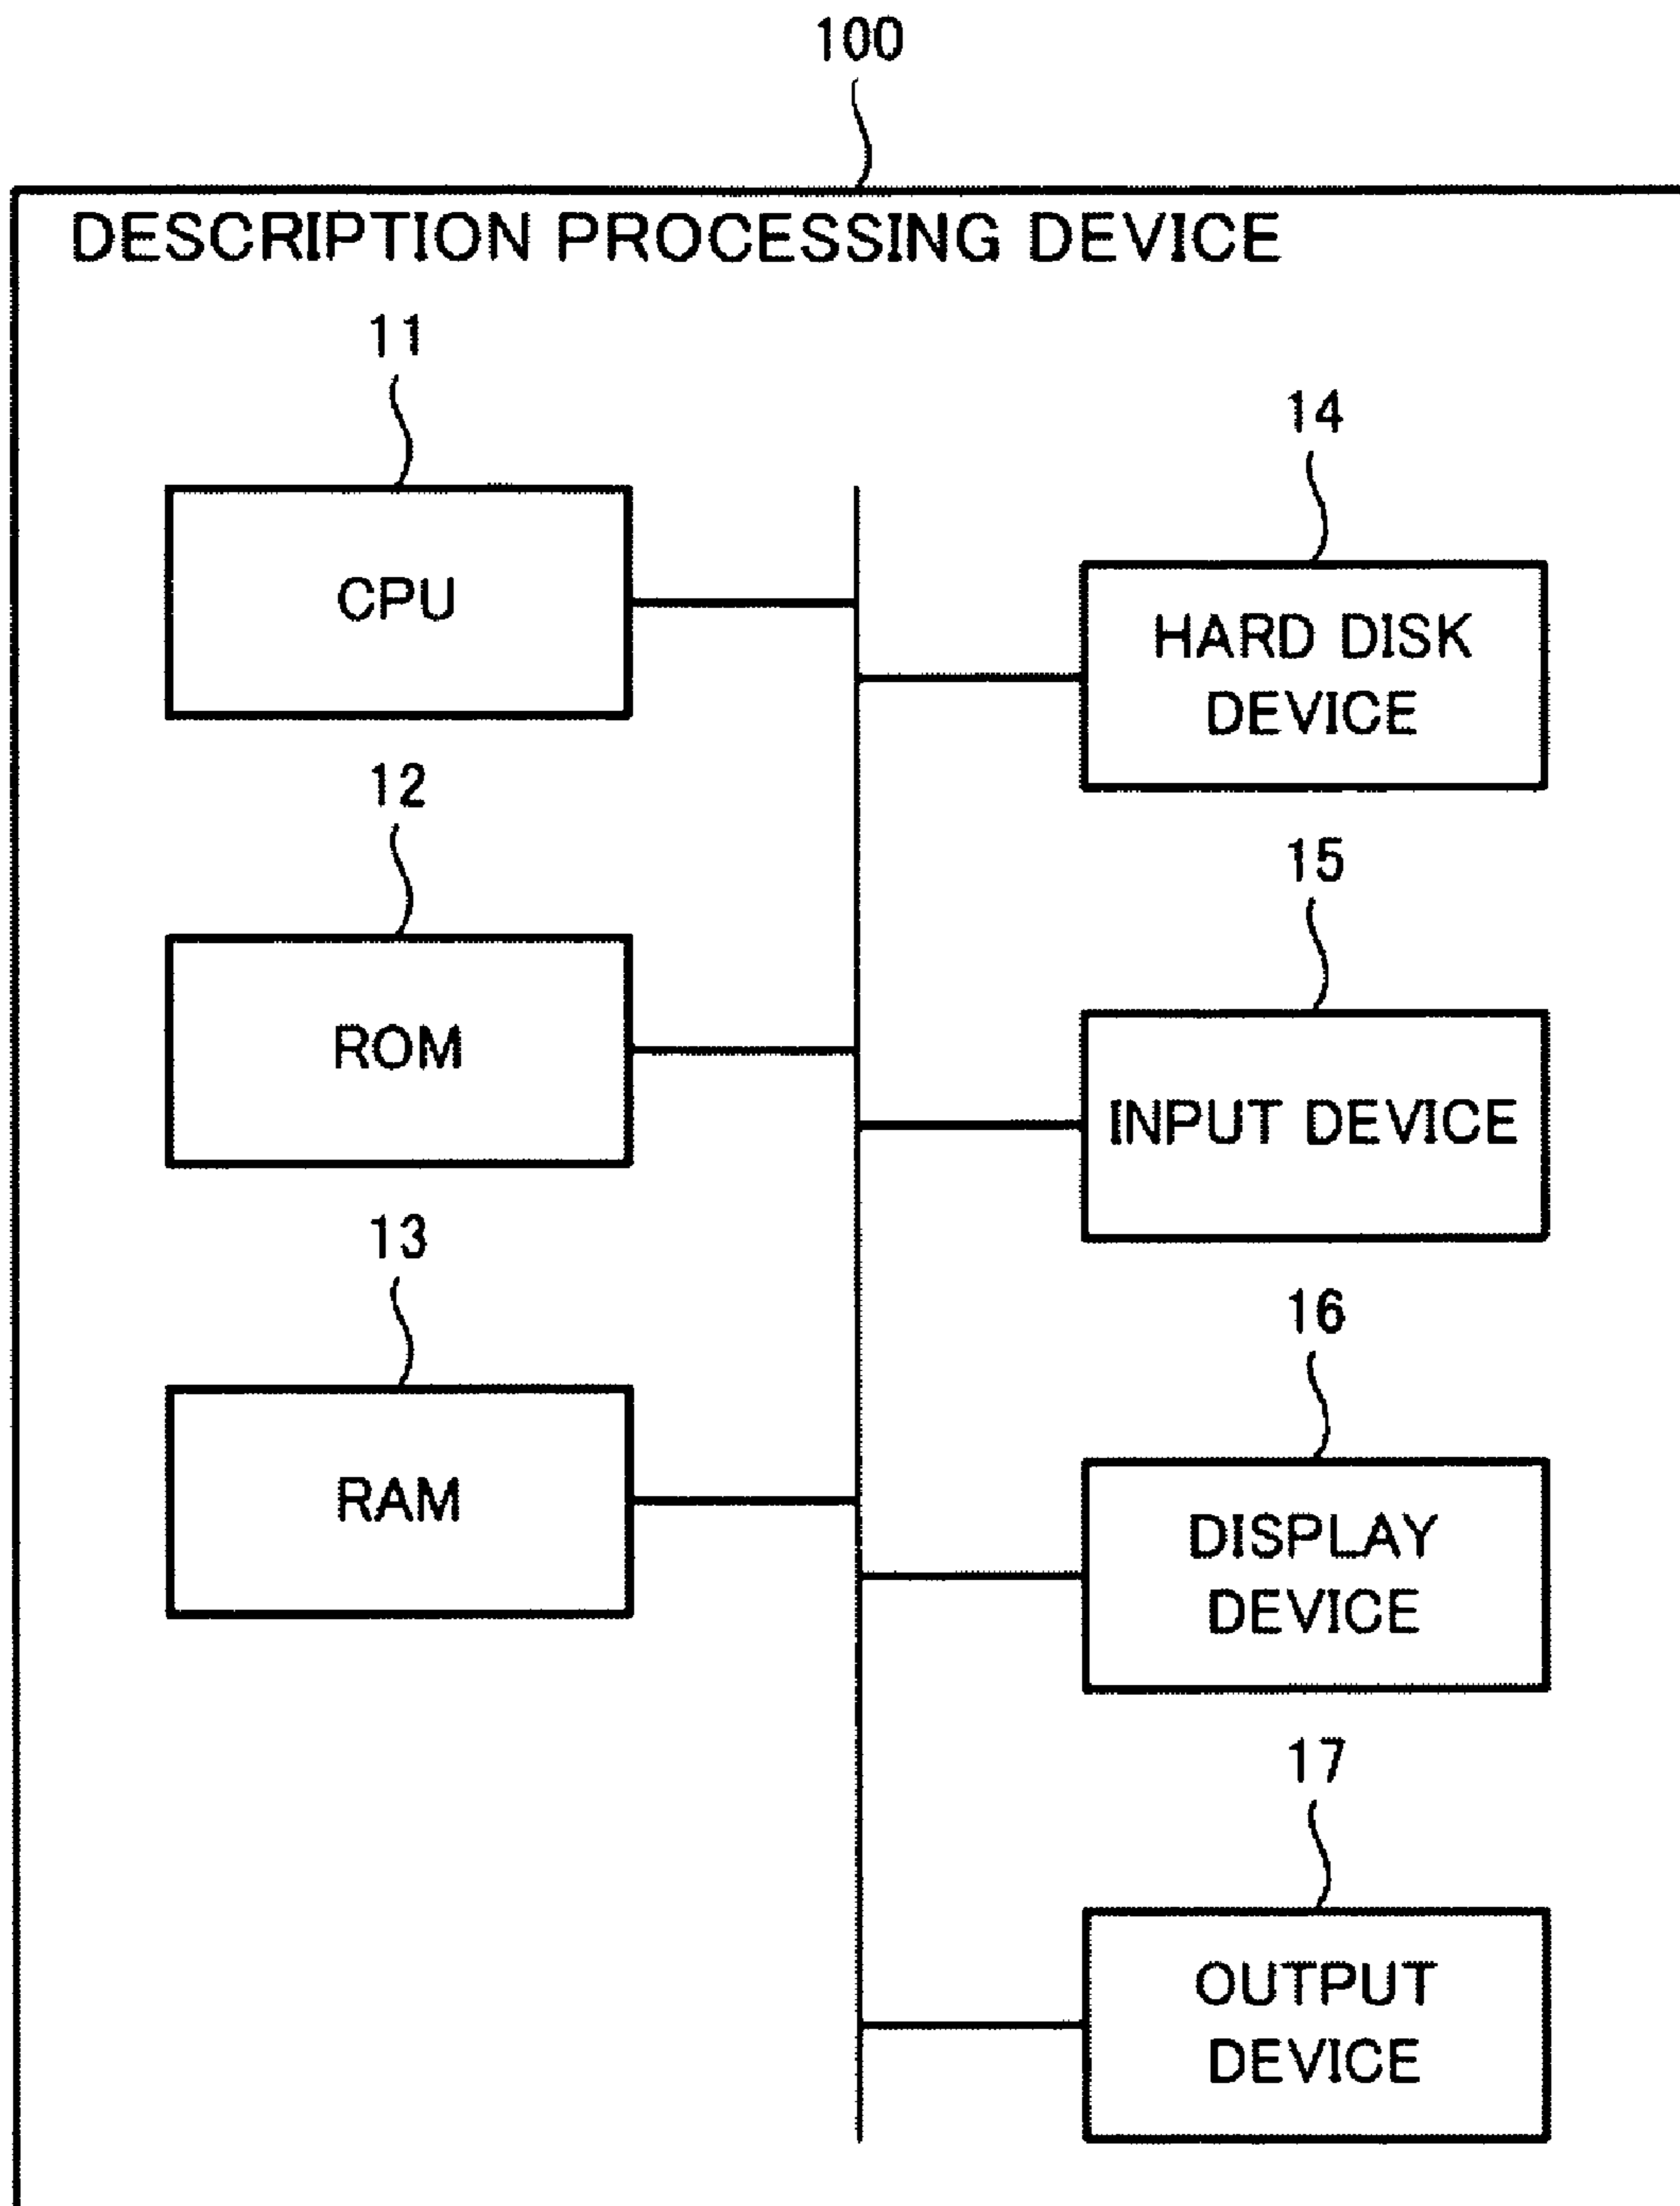 100
DESCRIPTION PROCESSING DEVICE
11
CPU
12
ROM
13
RAM
14
HARD DISK
DEVICE
15
INPUT DEVICE
16
DISPLAY
DEVICE
17
OUTPUT
DEVICE